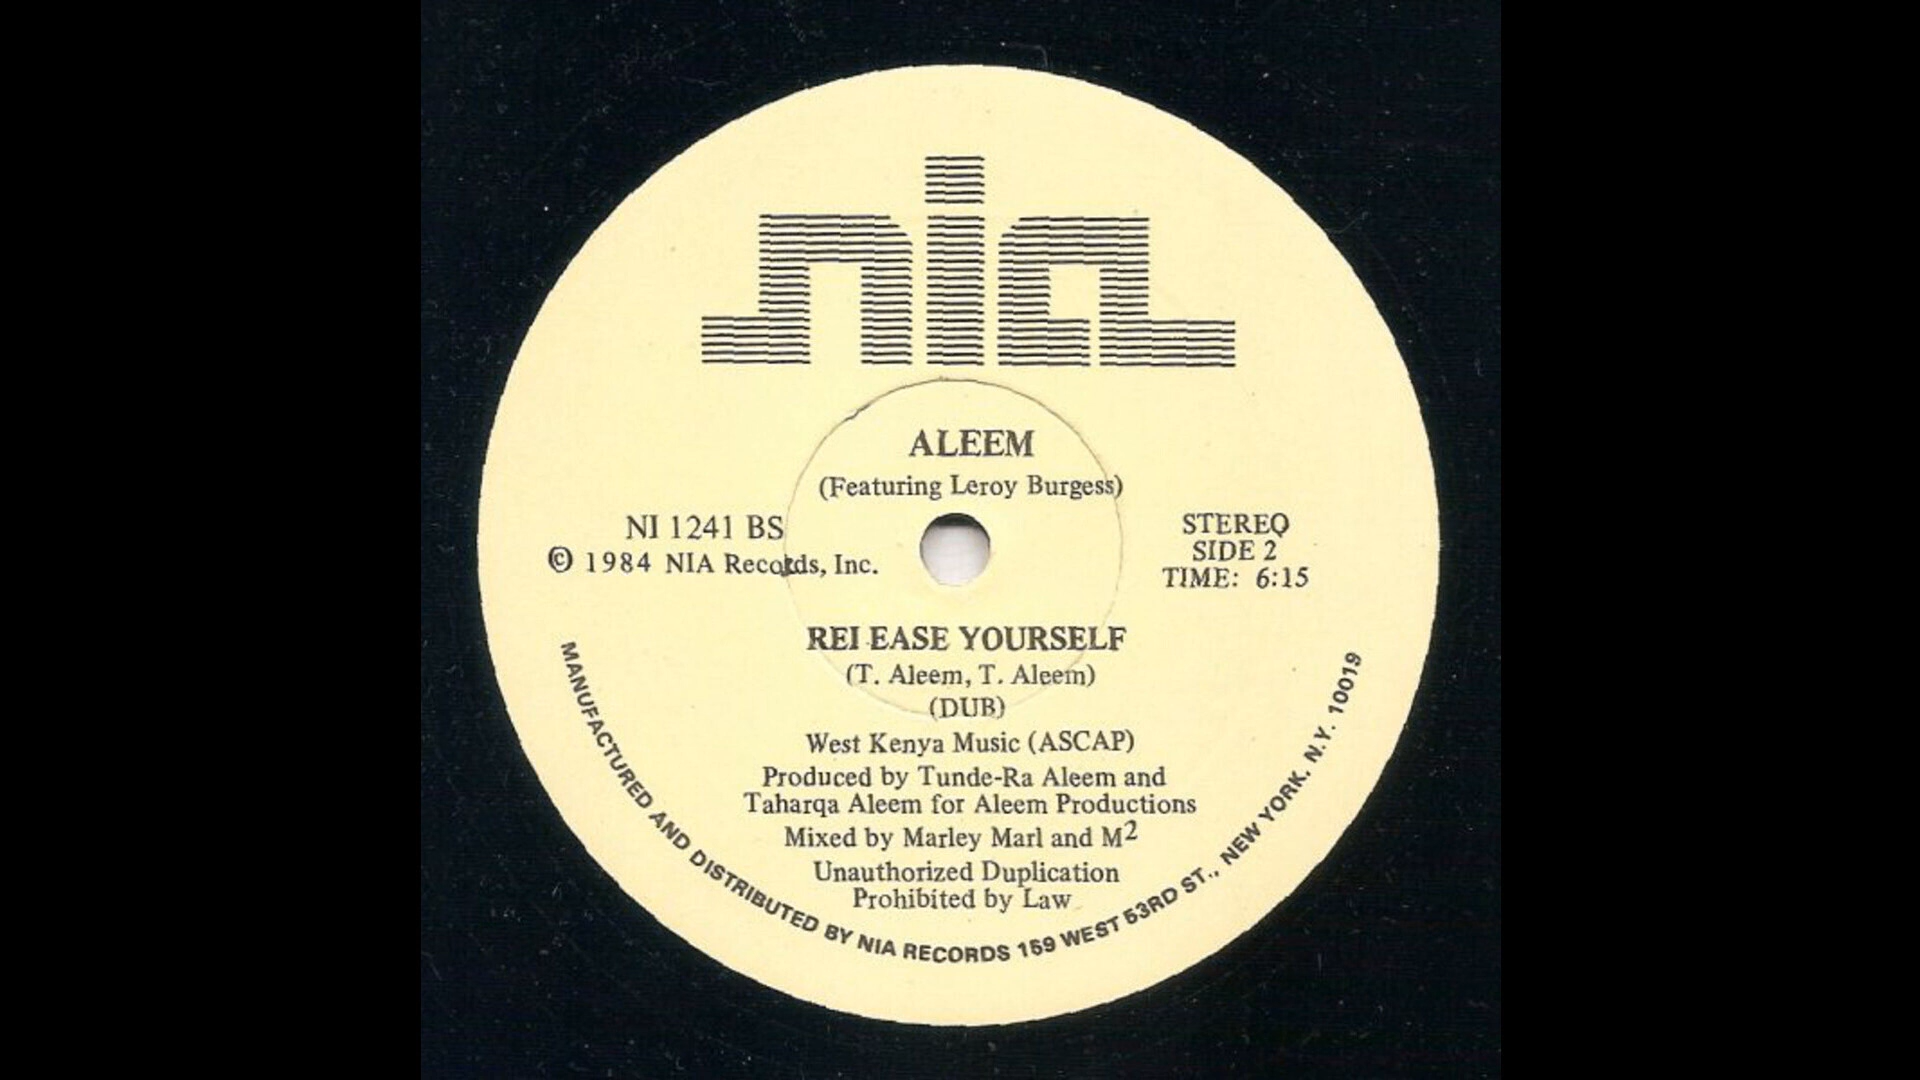 nia
ALEEM
(Featuring Leroy Burgess)
NI 1241 BS
© 1984 NIA Records, Inc.
STEREO
SIDE 2
TIME: 6:15
RELEASE YOURSELF
(T. Aleem, T. Aleem)
(DUB)
West Kenya Music (ASCAP)
Produced by Tunde-Ra Aleem and
Taharqa Aleem for Aleem Productions
Mixed by Marley Marl and M²
Unauthorized Duplication
Prohibited by Law
MANUFACTURED AND DISTRIBUTED BY NIA RECORDS 159 WEST 53RD ST., NEW YORK, N.Y. 10019